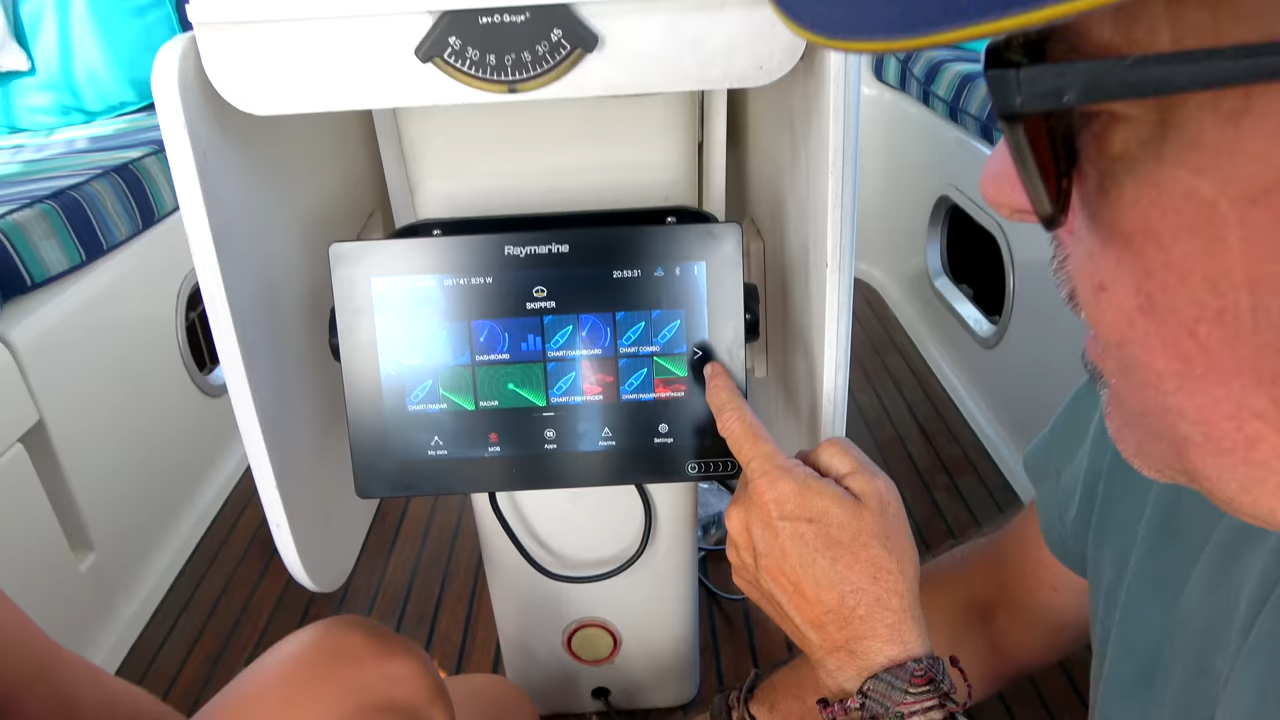 Lev-O-Gage
45 30 15 0° 15 30 45
Raymarine
081°41'.839 W
20:53:31
SKIPPER
DASHBOARD
CHART/DASHBOARD
CHART COMBO
CHART/RADAR
RADAR
CHART/FISHFINDER
CHART/RADAR/FISHFINDER
My data
MOB
Apps
Alarms
Settings